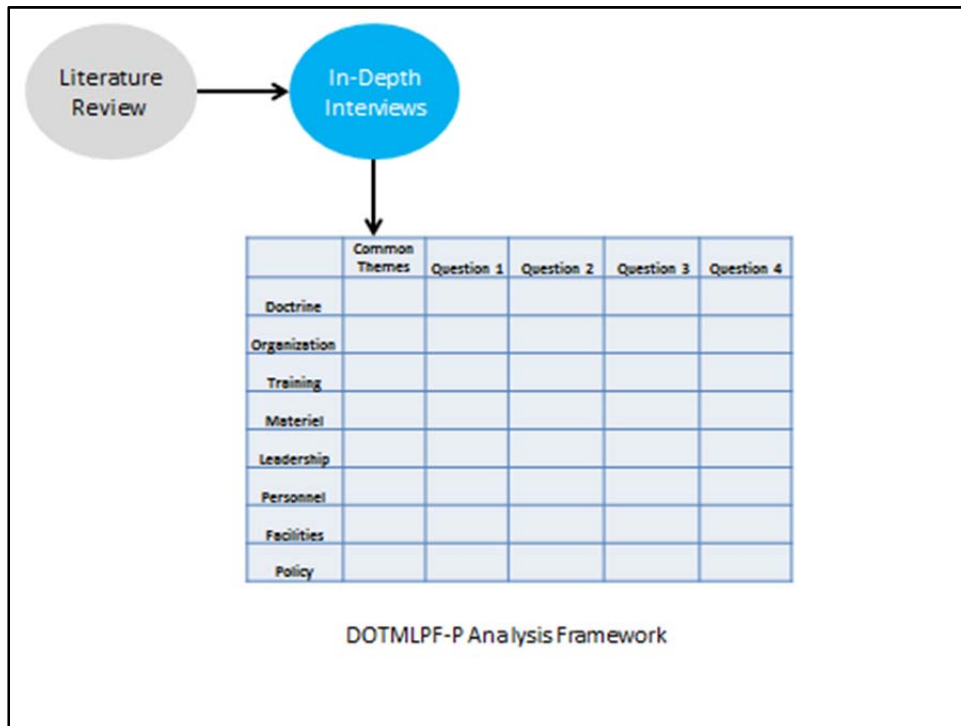 Literature
Review
In-Depth
Interviews
Common
Themes
Question 1
Question 2
Question 3
Question 4
Doctrine
Organization
Training
Materiel
Leadership
Personnel
Facilities
Policy
DOTMLPF-P Analysis Framework